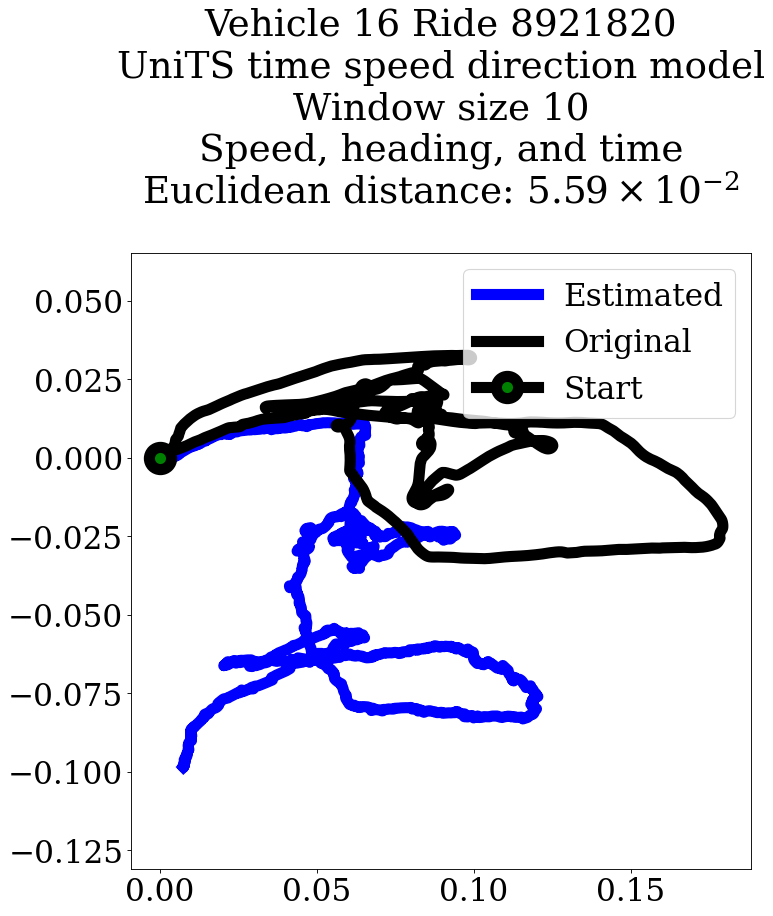 Vehicle 16 Ride 8921820
UniTS time speed direction model
Window size 10
Speed, heading, and time
Euclidean distance: 5.59 × 10⁻²
Estimated
Original
Start
0.050
0.025
0.000
−0.025
−0.050
−0.075
−0.100
−0.125
0.00 0.05 0.10 0.15